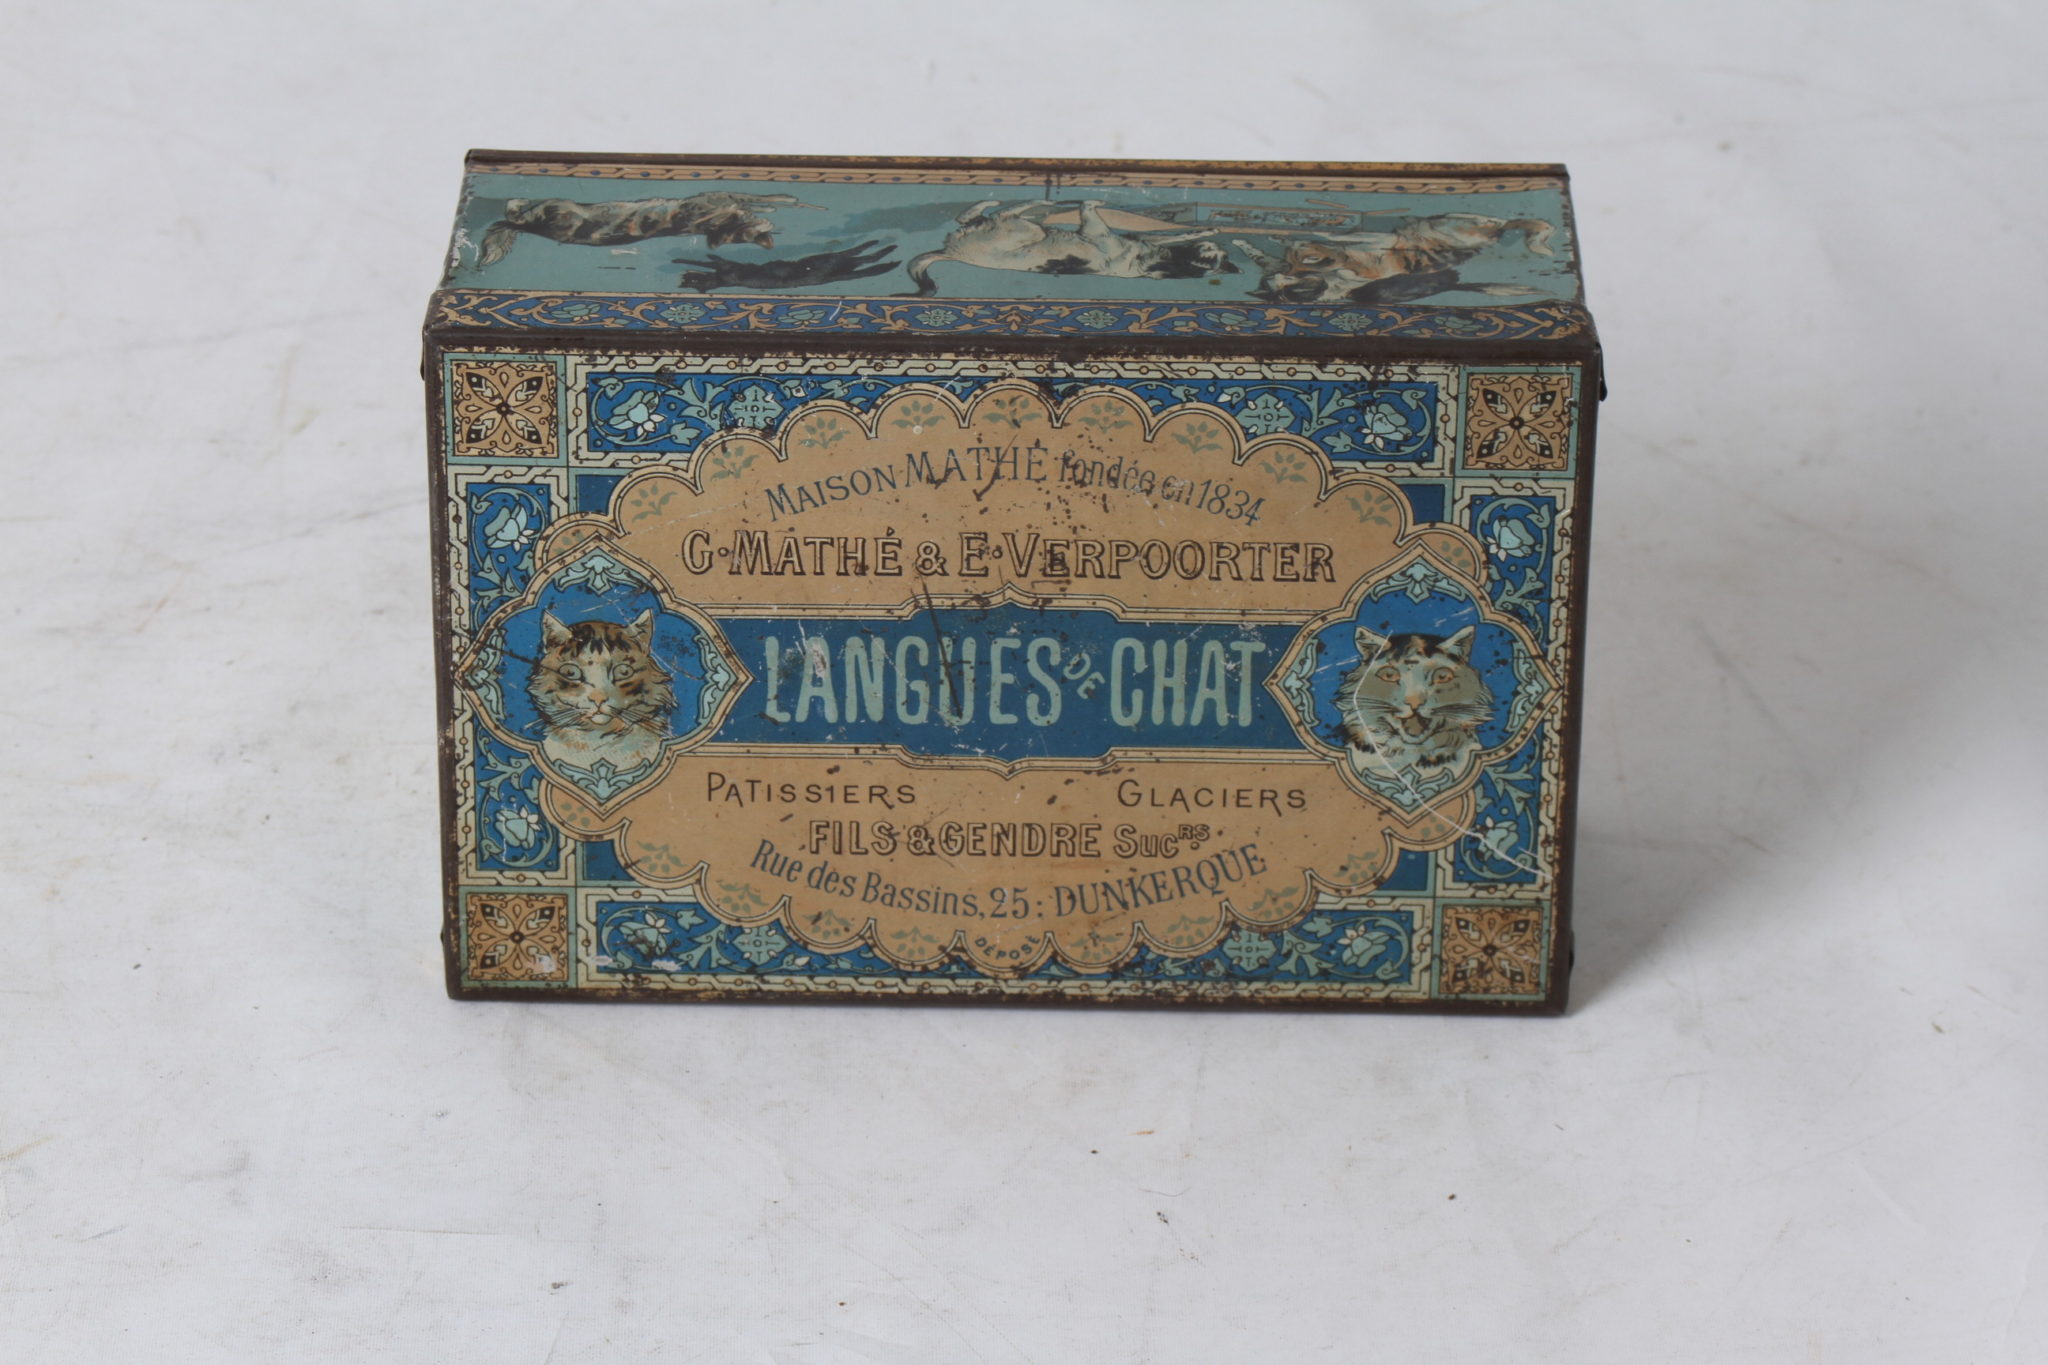 MAISON MATHÉ fondée en 1834
G. MATHÉ & E. VERPOORTER
LANGUES DE CHAT
PATISSIERS GLACIERS
FILS & GENDRE SUCRS.
Rue des Bassins, 25: DUNKERQUE
DÉPOSÉ